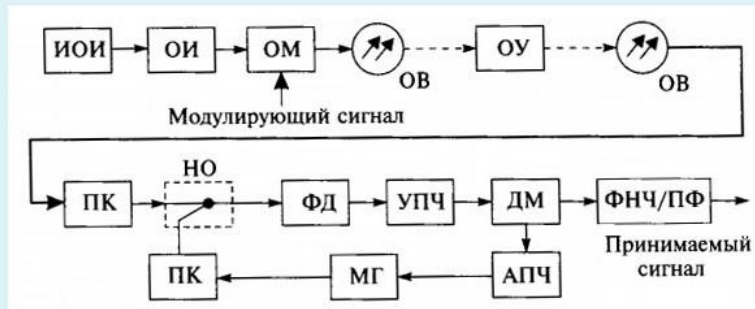 ИОИ ОИ ОМ ОВ ОУ ОВ
Модулирующий сигнал
НО
ПК ФД УПЧ ДМ ФНЧ/ПФ
Принимаемый
сигнал
ПК МГ АПЧ